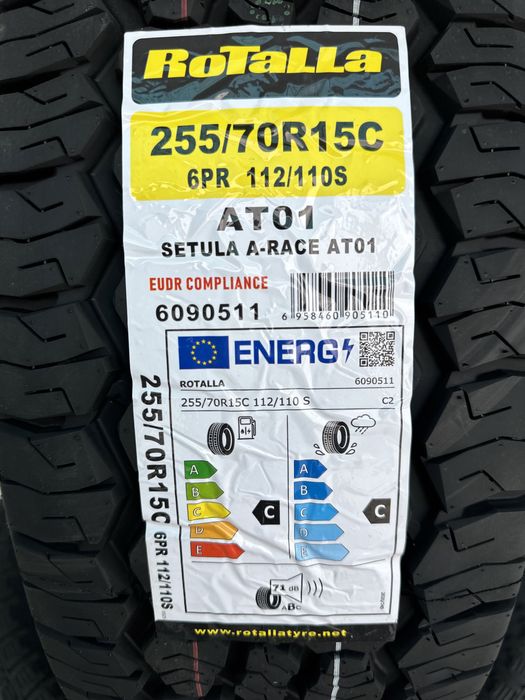 RoTaLLa
255/70R15C
6PR 112/110S
AT01
SETULA A-RACE AT01
EUDR COMPLIANCE
6090511
6 958460 905110
ENERG
ROTALLA
6090511
255/70R15C 112/110 S
C2
A
B
C
D
E
C
A
B
C
D
E
C
71 dB
ABC
255/70R15C 6PR 112/110S
www.rotallatyre.net